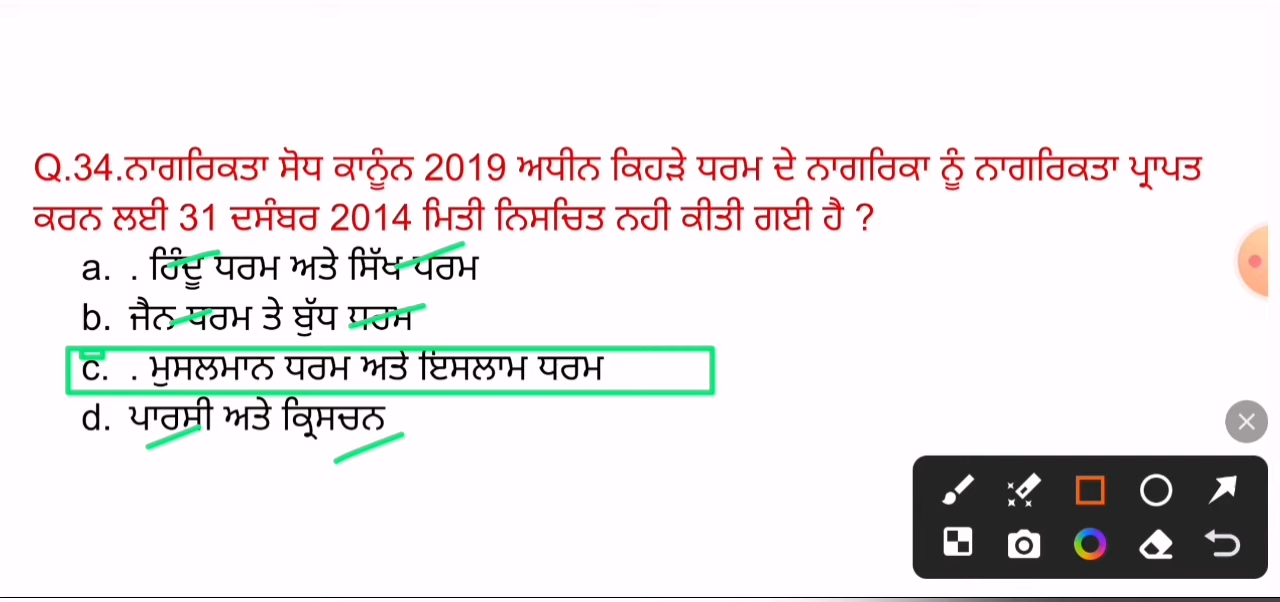 Q.34.ਨਾਗਰਿਕਤਾ ਸੋਧ ਕਾਨੂੰਨ 2019 ਅਧੀਨ ਕਿਹੜੇ ਧਰਮ ਦੇ ਨਾਗਰਿਕਾ ਨੂੰ ਨਾਗਰਿਕਤਾ ਪ੍ਰਾਪਤ
ਕਰਨ ਲਈ 31 ਦਸੰਬਰ 2014 ਮਿਤੀ ਨਿਸਚਿਤ ਨਹੀ ਕੀਤੀ ਗਈ ਹੈ ?
a. . ਹਿੰਦੂ ਧਰਮ ਅਤੇ ਸਿੱਖ ਧਰਮ
b. ਜੈਨ ਧਰਮ ਤੇ ਬੁੱਧ ਧਰਮ
c. . ਮੁਸਲਮਾਨ ਧਰਮ ਅਤੇ ਇਸਲਾਮ ਧਰਮ
d. ਪਾਰਸੀ ਅਤੇ ਕ੍ਰਿਸਚਨ